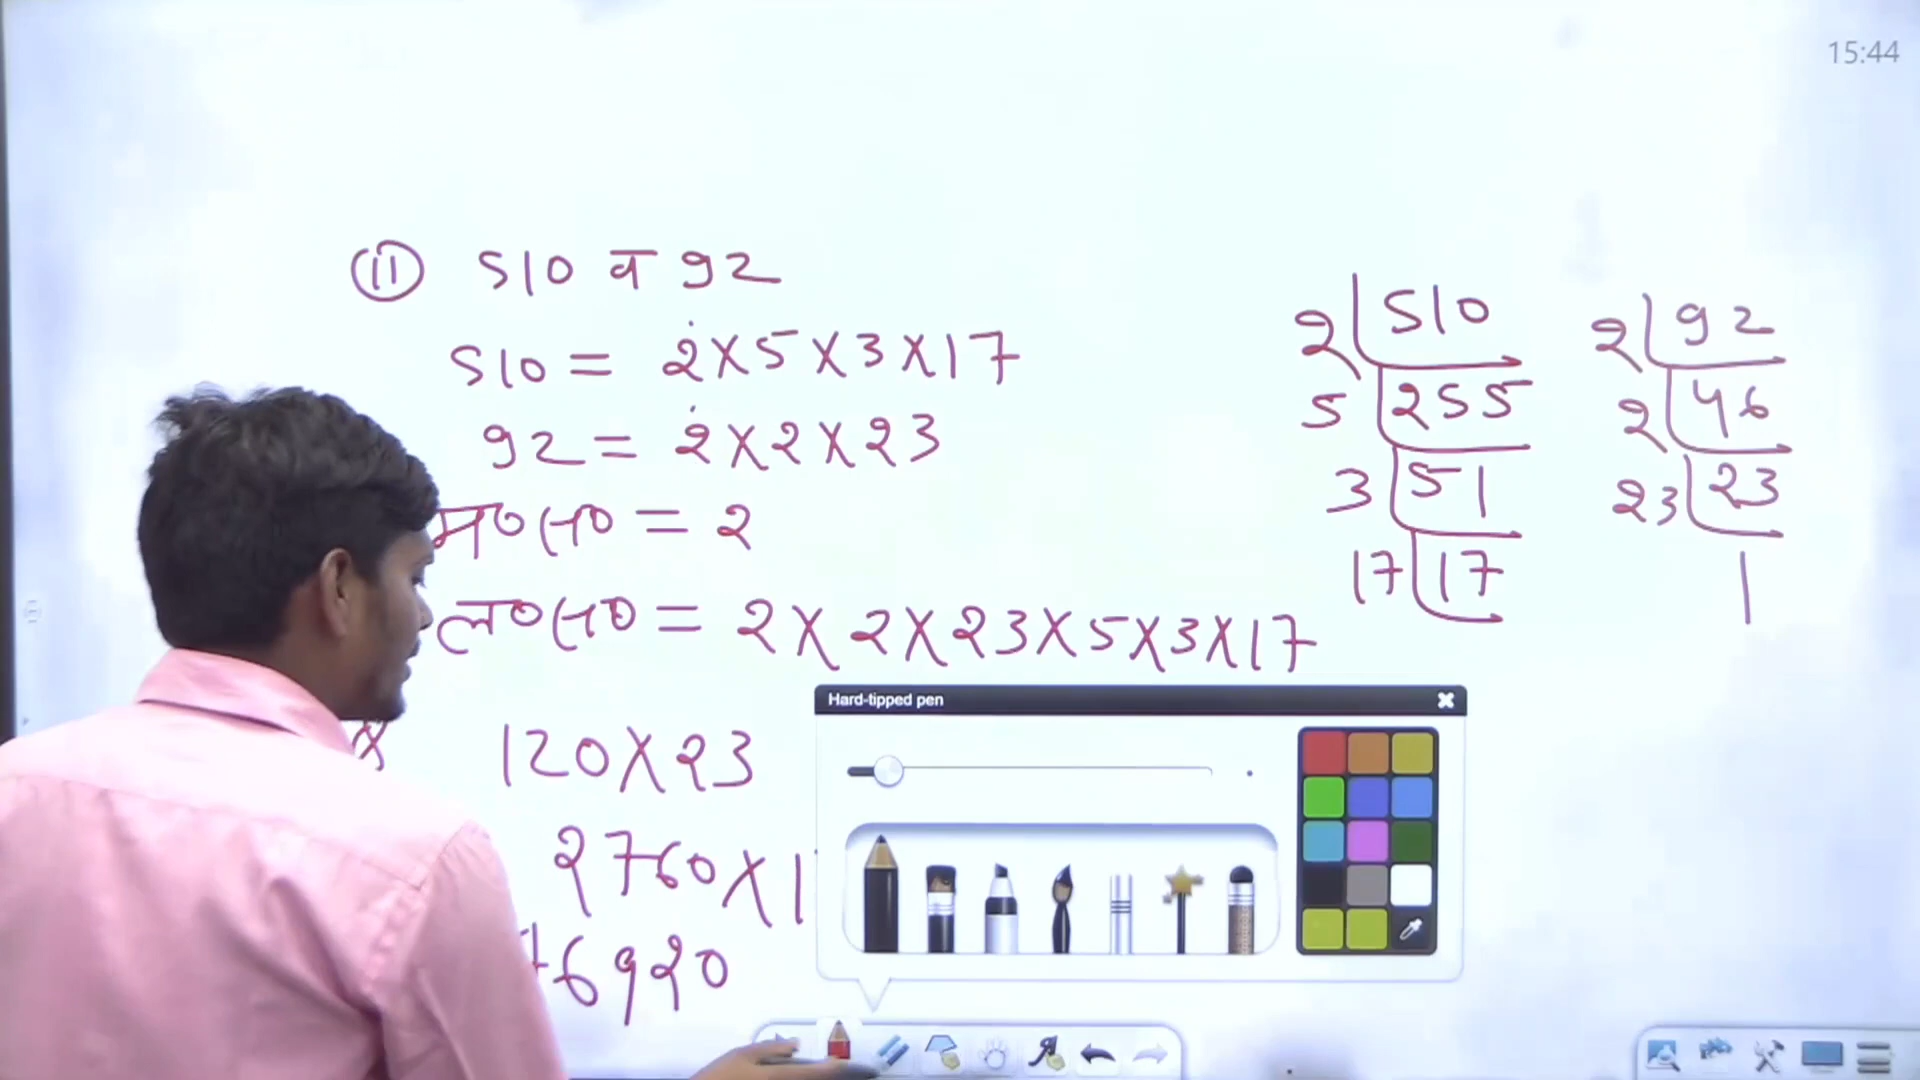 15:44
(ii) 510 व 92
510 = 2×5×3×17
92 = 2×2×23
म०स० = 2
ल०स० = 2×2×23×5×3×17
120×23
2760×1
46920
2 510
5 255
3 51
17 17
2 92
2 46
23 23
1
Hard-tipped pen